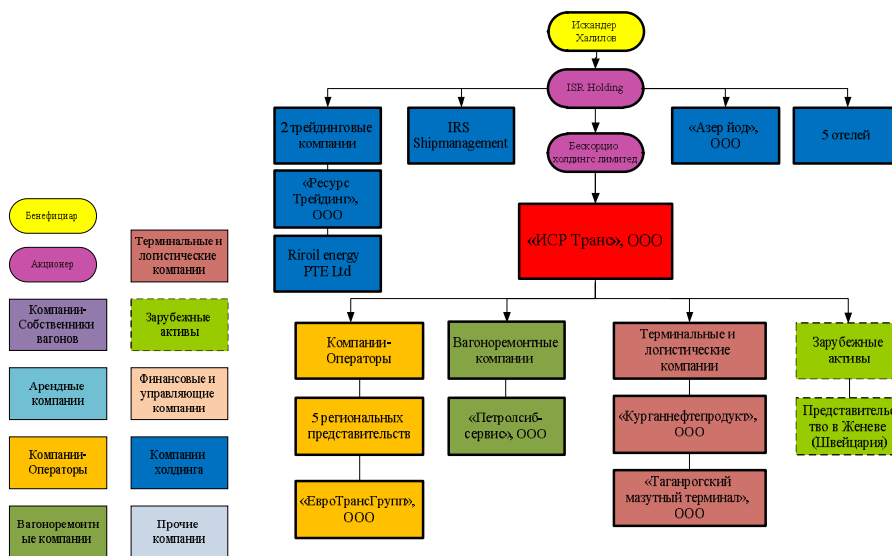 Искандер
Халилов
ISR Holding
2 трейдинговые
компании
IRS
Shipmanagement
Бескорцио
холдингс лимитед
«Азер йод»,
ООО
5 отелей
«Ресурс
Трейдинг»,
ООО
Riroil energy
PTE Ltd
«ИСР Транс», ООО
Компании-
Операторы
Вагоноремонтные
компании
Терминальные и
логистические
компании
Зарубежные
активы
5 региональных
представительств
«Петролсиб-
сервис», ООО
«Курганнефтепродукт»,
ООО
Представительс
тво в Женеве
(Швейцария)
«ЕвроТрансГрупп»,
ООО
«Таганрогский
мазутный терминал»,
ООО
Бенефициар
Акционер
Терминальные и
логистические
компании
Компании-
Собственники
вагонов
Зарубежные
активы
Арендные
компании
Финансовые и
управляющие
компании
Компании-
Операторы
Компании
холдинга
Вагоноремонтн
ые компании
Прочие
компании